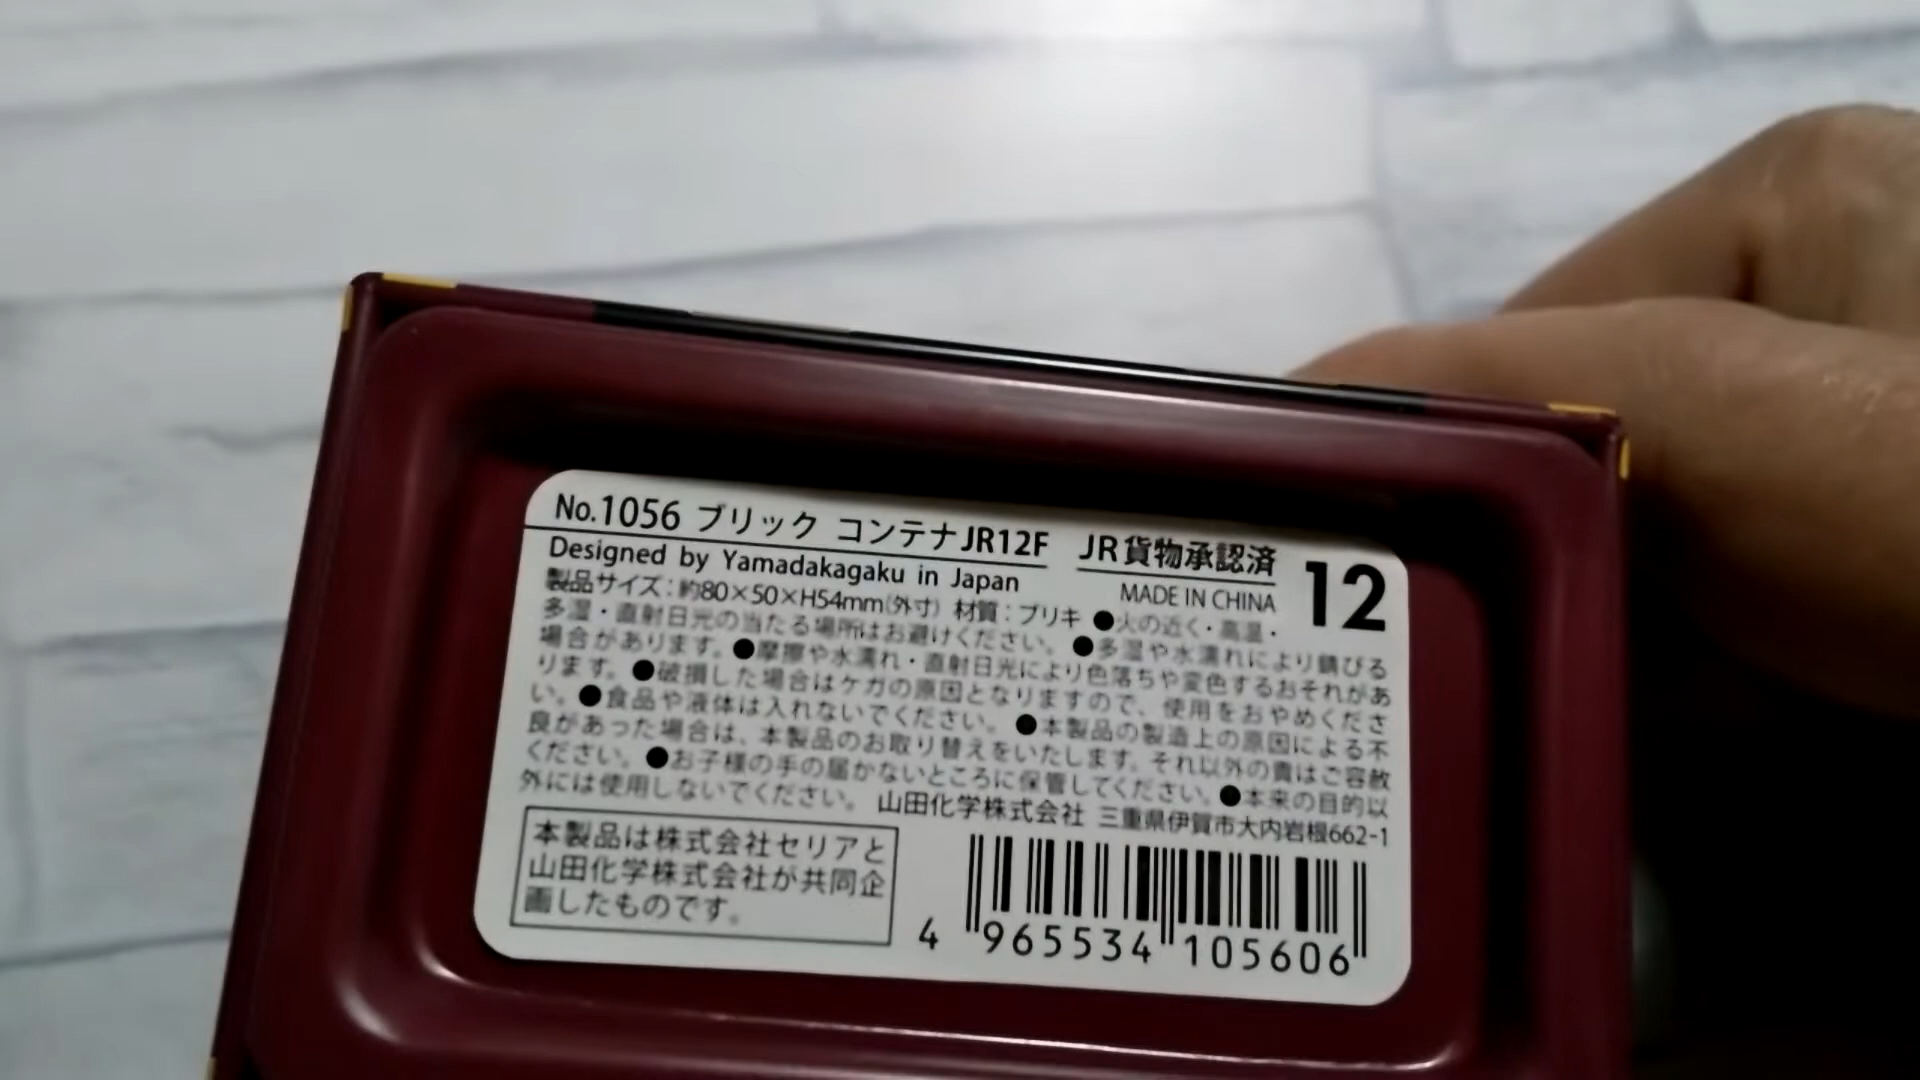 No.1056 ブリック コンテナJR12F JR貨物承認済 12
Designed by Yamadakagaku in Japan MADE IN CHINA
製品サイズ：約80×50×H54mm(外寸) 材質：ブリキ ●火の近く・高温・
多湿・直射日光の当たる場所はお避けください。 ●多湿や水濡れにより錆びる
場合があります。 ●摩擦や水濡れ・直射日光により色落ちや変色するおそれがあ
ります。 ●破損した場合はケガの原因となりますので、使用をおやめくださ
い。 ●食品や液体は入れないでください。 ●本製品の製造上の原因による不
良があった場合は、本製品のお取り替えをいたします。それ以外の責はご容赦
ください。 ●お子様の手の届かないところに保管してください。 ●本来の目的以
外には使用しないでください。 山田化学株式会社 三重県伊賀市大内岩根662-1
本製品は株式会社セリアと
山田化学株式会社が共同企
画したものです。
4 965534 105606